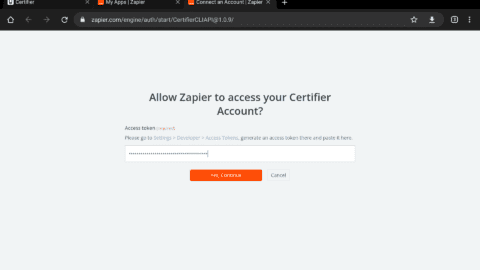 Certifier
My Apps | Zapier
Connect an Account | Zapier
zapier.com/engine/auth/start/CertifierCLIAPI@1.0.9/
Allow Zapier to access your Certifier
Account?
Access token (required)
Please go to Settings > Developer > Access Tokens, generate an access token there and paste it here.
Yes, Continue
Cancel